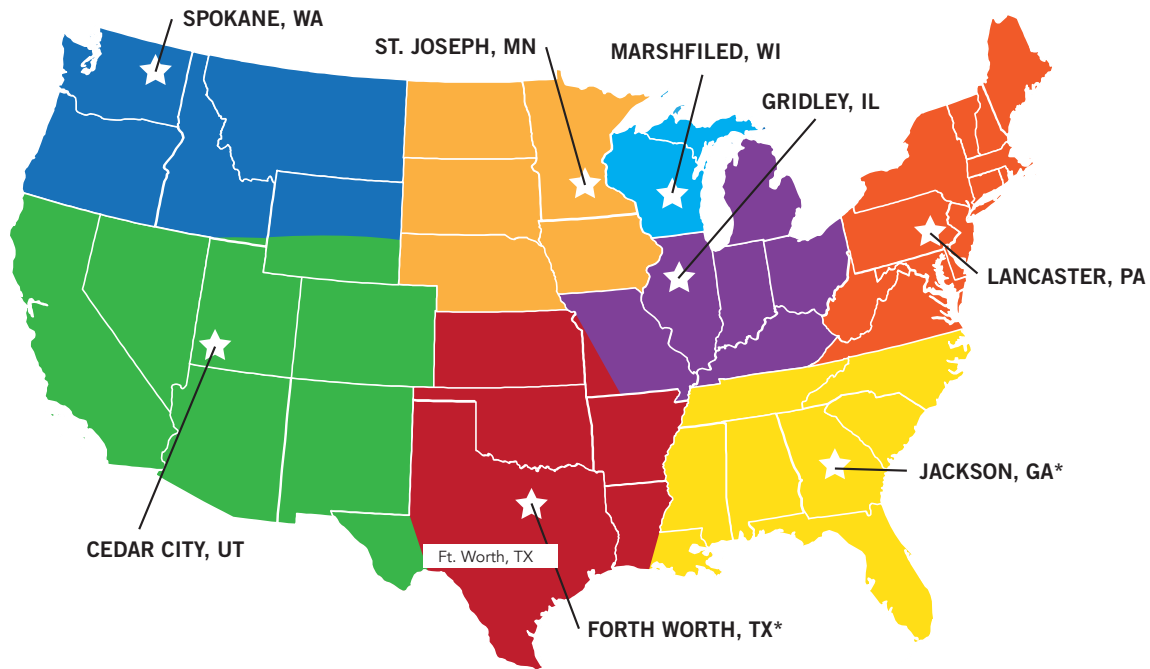 SPOKANE, WA
ST. JOSEPH, MN
MARSHFILED, WI
GRIDLEY, IL
LANCASTER, PA
JACKSON, GA*
CEDAR CITY, UT
Ft. Worth, TX
FORTH WORTH, TX*